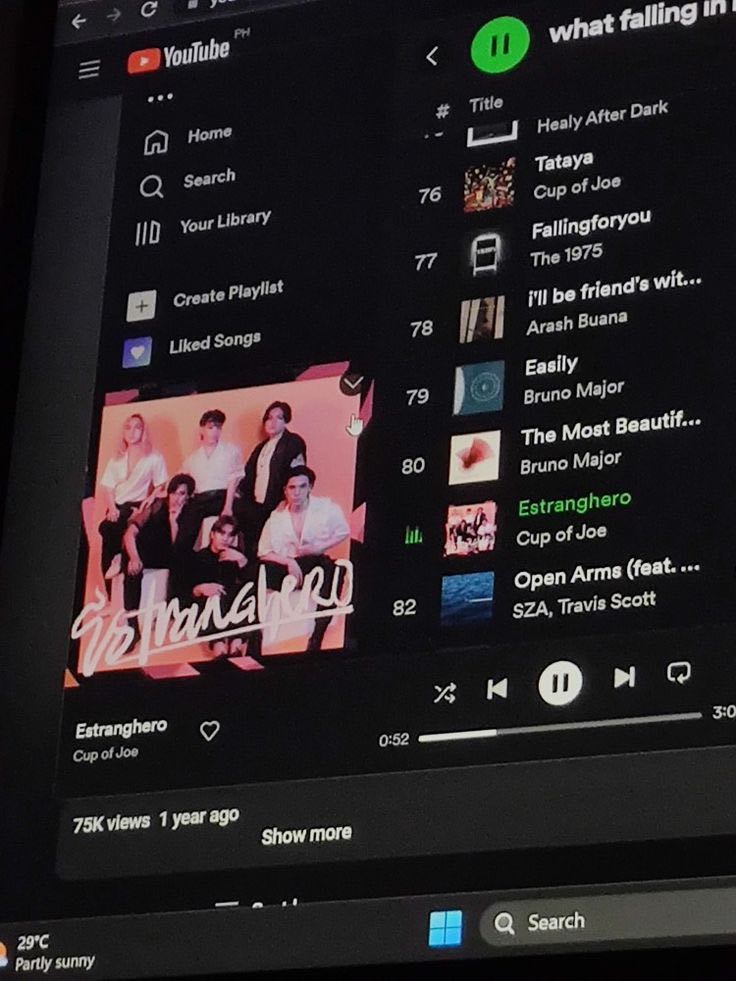 YouTube PH
what falling in
# Title
Healy After Dark
Home
Search
Your Library
Create Playlist
Liked Songs
76 Tataya
Cup of Joe
77 Fallingforyou
The 1975
78 i'll be friend's wit...
Arash Buana
79 Easily
Bruno Major
80 The Most Beautif...
Bruno Major
Estranghero
Cup of Joe
82 Open Arms (feat. ...
SZA, Travis Scott
Estranghero
Estranghero
Cup of Joe
0:52
3:0
75K views 1 year ago
Show more
29°C
Partly sunny
Search